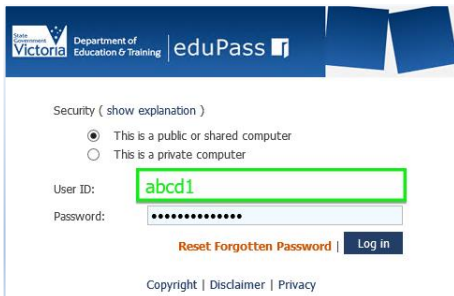 State Government Victoria
Department of Education & Training
eduPass
Security ( show explanation )
This is a public or shared computer
This is a private computer
User ID: abcd1
Password: ••••••••••••••
Reset Forgotten Password | Log in
Copyright | Disclaimer | Privacy